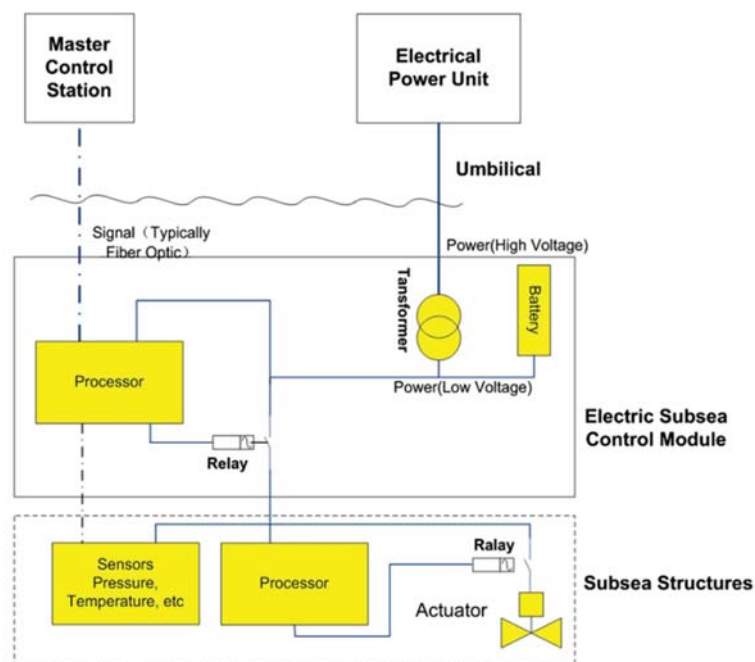 Master
Control
Station
Electrical
Power Unit
Umbilical
Signal（Typically
Fiber Optic）
Power(High Voltage)
Tansformer
Battery
Processor
Power(Low Voltage)
Electric Subsea
Control Module
Relay
Sensors
Pressure,
Temperature, etc
Processor
Ralay
Actuator
Subsea Structures